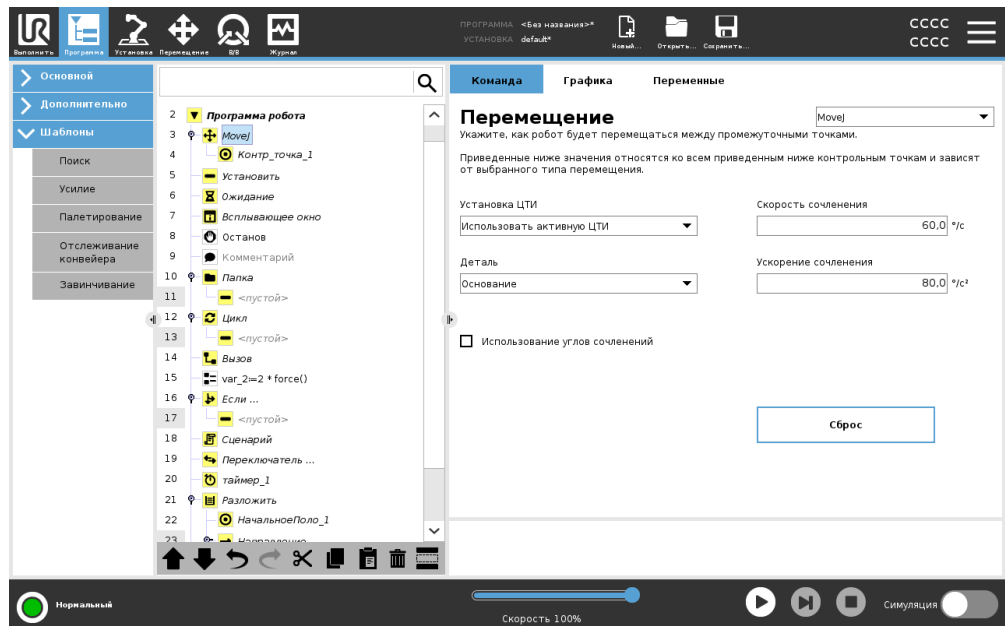 ПРОГРАММА <Без названия>*
УСТАНОВКА default*
Новый...
Открыть...
Сохранить...
CCCC
CCCC
Выполнить
Программа
Установка
Перемещение
В/В
Журнал
Основной
Дополнительно
Шаблоны
Поиск
Усилие
Палетирование
Отслеживание
конвейера
Завинчивание
2 Программа робота
3 MoveJ
4 Контр_точка_1
5 Установить
6 Ожидание
7 Всплывающее окно
8 Останов
9 Комментарий
10 Папка
11 <пустой>
12 Цикл
13 <пустой>
14 Вызов
15 var_2≔2 * force()
16 Если ...
17 <пустой>
18 Сценарий
19 Переключатель ...
20 таймер_1
21 Разложить
22 НачальноеПоло_1
23 Направление
Команда
Графика
Переменные
Перемещение
MoveJ
Укажите, как робот будет перемещаться между промежуточными точками.
Приведенные ниже значения относятся ко всем приведенным ниже контрольным точкам и зависят
от выбранного типа перемещения.
Установка ЦТИ
Скорость сочленения
Использовать активную ЦТИ
60,0 °/с
Деталь
Ускорение сочленения
Основание
80,0 °/с²
Использование углов сочленений
Сброс
Нормальный
Скорость 100%
Симуляция